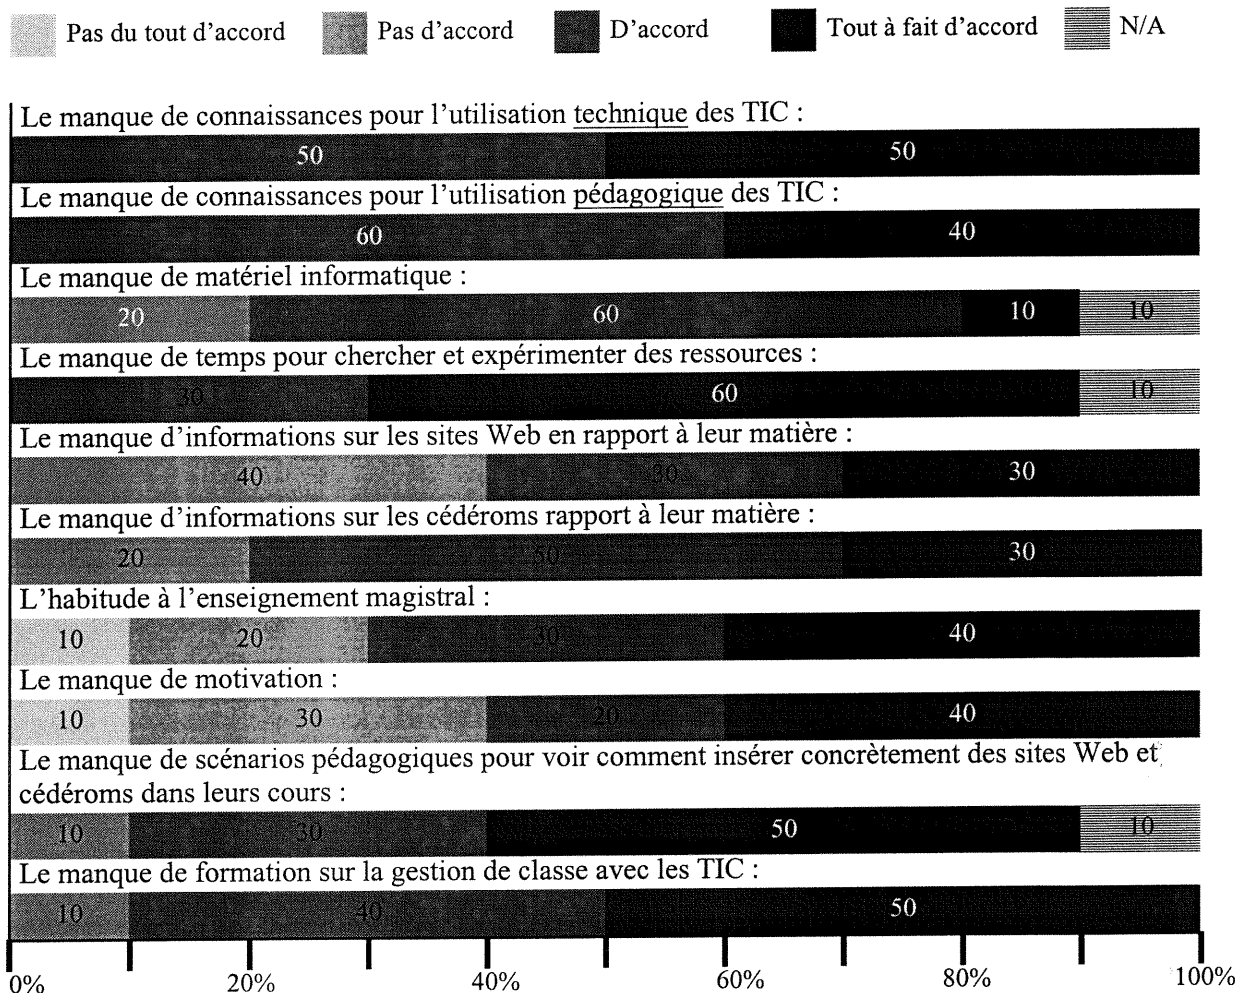 Pas du tout d'accord Pas d'accord D'accord Tout à fait d'accord N/A
Le manque de connaissances pour l'utilisation technique des TIC :
50 50
Le manque de connaissances pour l'utilisation pédagogique des TIC :
60 40
Le manque de matériel informatique :
20 60 10 10
Le manque de temps pour chercher et expérimenter des ressources :
30 60 10
Le manque d'informations sur les sites Web en rapport à leur matière :
40 30 30
Le manque d'informations sur les cédéroms rapport à leur matière :
20 50 30
L'habitude à l'enseignement magistral :
10 20 30 40
Le manque de motivation :
10 30 20 40
Le manque de scénarios pédagogiques pour voir comment insérer concrètement des sites Web et
cédéroms dans leurs cours :
10 30 50 10
Le manque de formation sur la gestion de classe avec les TIC :
10 40 50
0% 20% 40% 60% 80% 100%